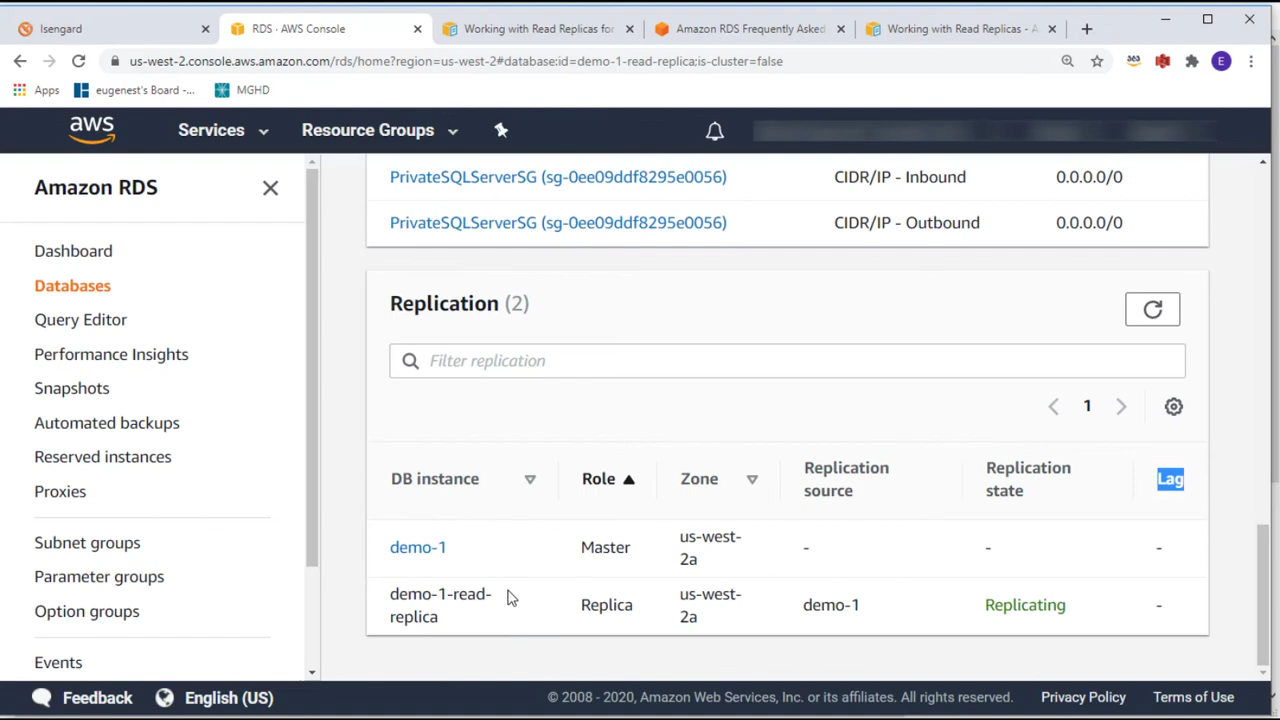 Isengard
RDS · AWS Console
Working with Read Replicas for
Amazon RDS Frequently Asked
Working with Read Replicas - A
us-west-2.console.aws.amazon.com/rds/home?region=us-west-2#database:id=demo-1-read-replica;is-cluster=false
E
Apps
eugenest's Board -...
MGHD
aws
Services
Resource Groups
Amazon RDS
Dashboard
Databases
Query Editor
Performance Insights
Snapshots
Automated backups
Reserved instances
Proxies
Subnet groups
Parameter groups
Option groups
Events
PrivateSQLServerSG (sg-0ee09ddf8295e0056)
CIDR/IP - Inbound
0.0.0.0/0
PrivateSQLServerSG (sg-0ee09ddf8295e0056)
CIDR/IP - Outbound
0.0.0.0/0
Replication (2)
Filter replication
1
DB instance
Role
Zone
Replication
source
Replication
state
Lag
demo-1
Master
us-west-
2a
-
-
-
demo-1-read-
replica
Replica
us-west-
2a
demo-1
Replicating
-
Feedback
English (US)
© 2008 - 2020, Amazon Web Services, Inc. or its affiliates. All rights reserved.
Privacy Policy
Terms of Use